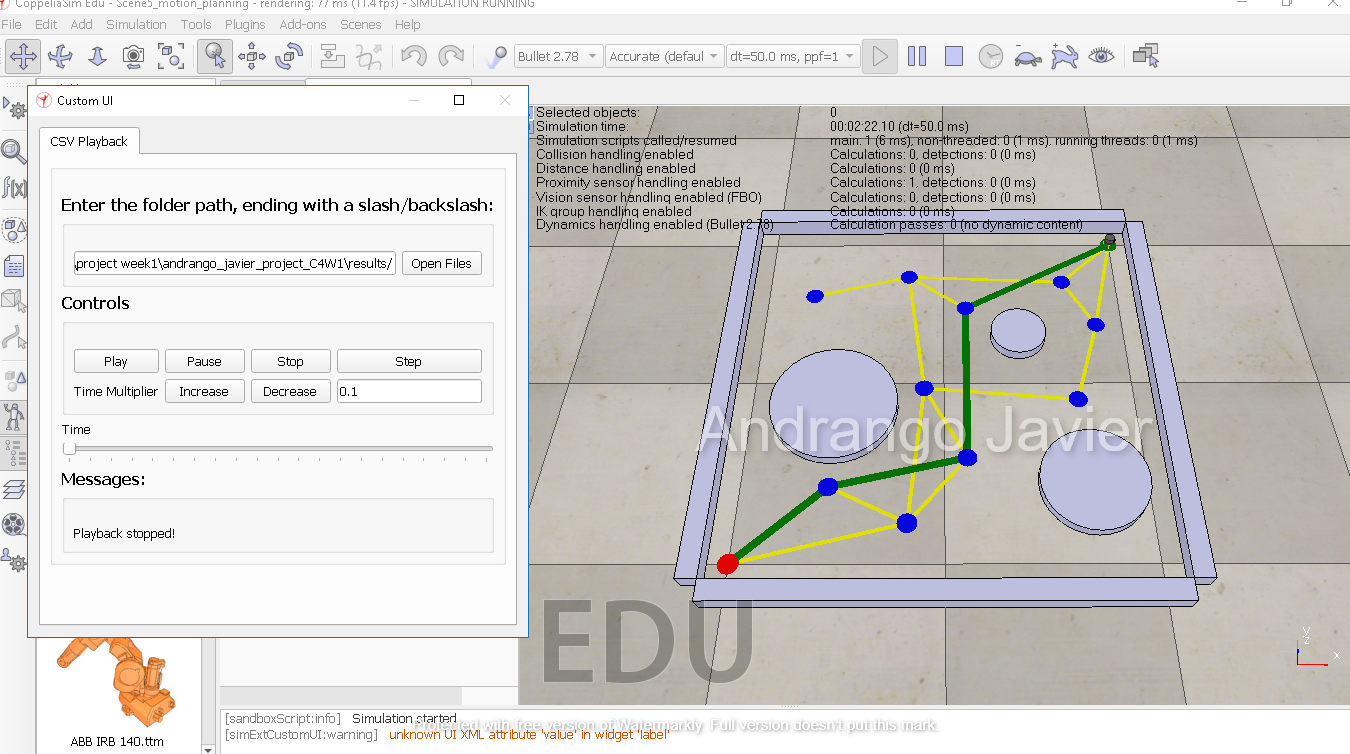 CoppeliaSim Edu - Scene5_motion_planning - rendering: 77 ms (11.4 fps) - SIMULATION RUNNING
File Edit Add Simulation Tools Plugins Add-ons Scenes Help
Bullet 2.78 Accurate (defaul dt=50.0 ms, ppf=1
Custom UI
CSV Playback
Enter the folder path, ending with a slash/backslash:
project week1\andrango_javier_project_C4W1\results/ Open Files
Controls
Play Pause Stop Step
Time Multiplier Increase Decrease 0.1
Time
Messages:
Playback stopped!
Selected objects: 0
Simulation time: 00:02:22.10 (dt=50.0 ms)
Simulation scripts called/resumed main: 1 (6 ms), non-threaded: 0 (1 ms), running threads: 0 (1 ms)
Collision handling enabled Calculations: 0, detections: 0 (0 ms)
Distance handling enabled Calculations: 0 (0 ms)
Proximity sensor handling enabled Calculations: 1, detections: 0 (0 ms)
Vision sensor handling enabled (FBO) Calculations: 0, detections: 0 (0 ms)
IK group handling enabled Calculations: 0 (0 ms)
Dynamics handling enabled (Bullet 2.78) Calculation passes: 0 (no dynamic content)
Andrango Javier
EDU
y
z
x
ABB IRB 140.ttm
[sandboxScript:info] Simulation started
[simExtCustomUI:warning] unknown UI XML attribute 'value' in widget 'label'
Protected with free version of Watermarkly. Full version doesn't put this mark.